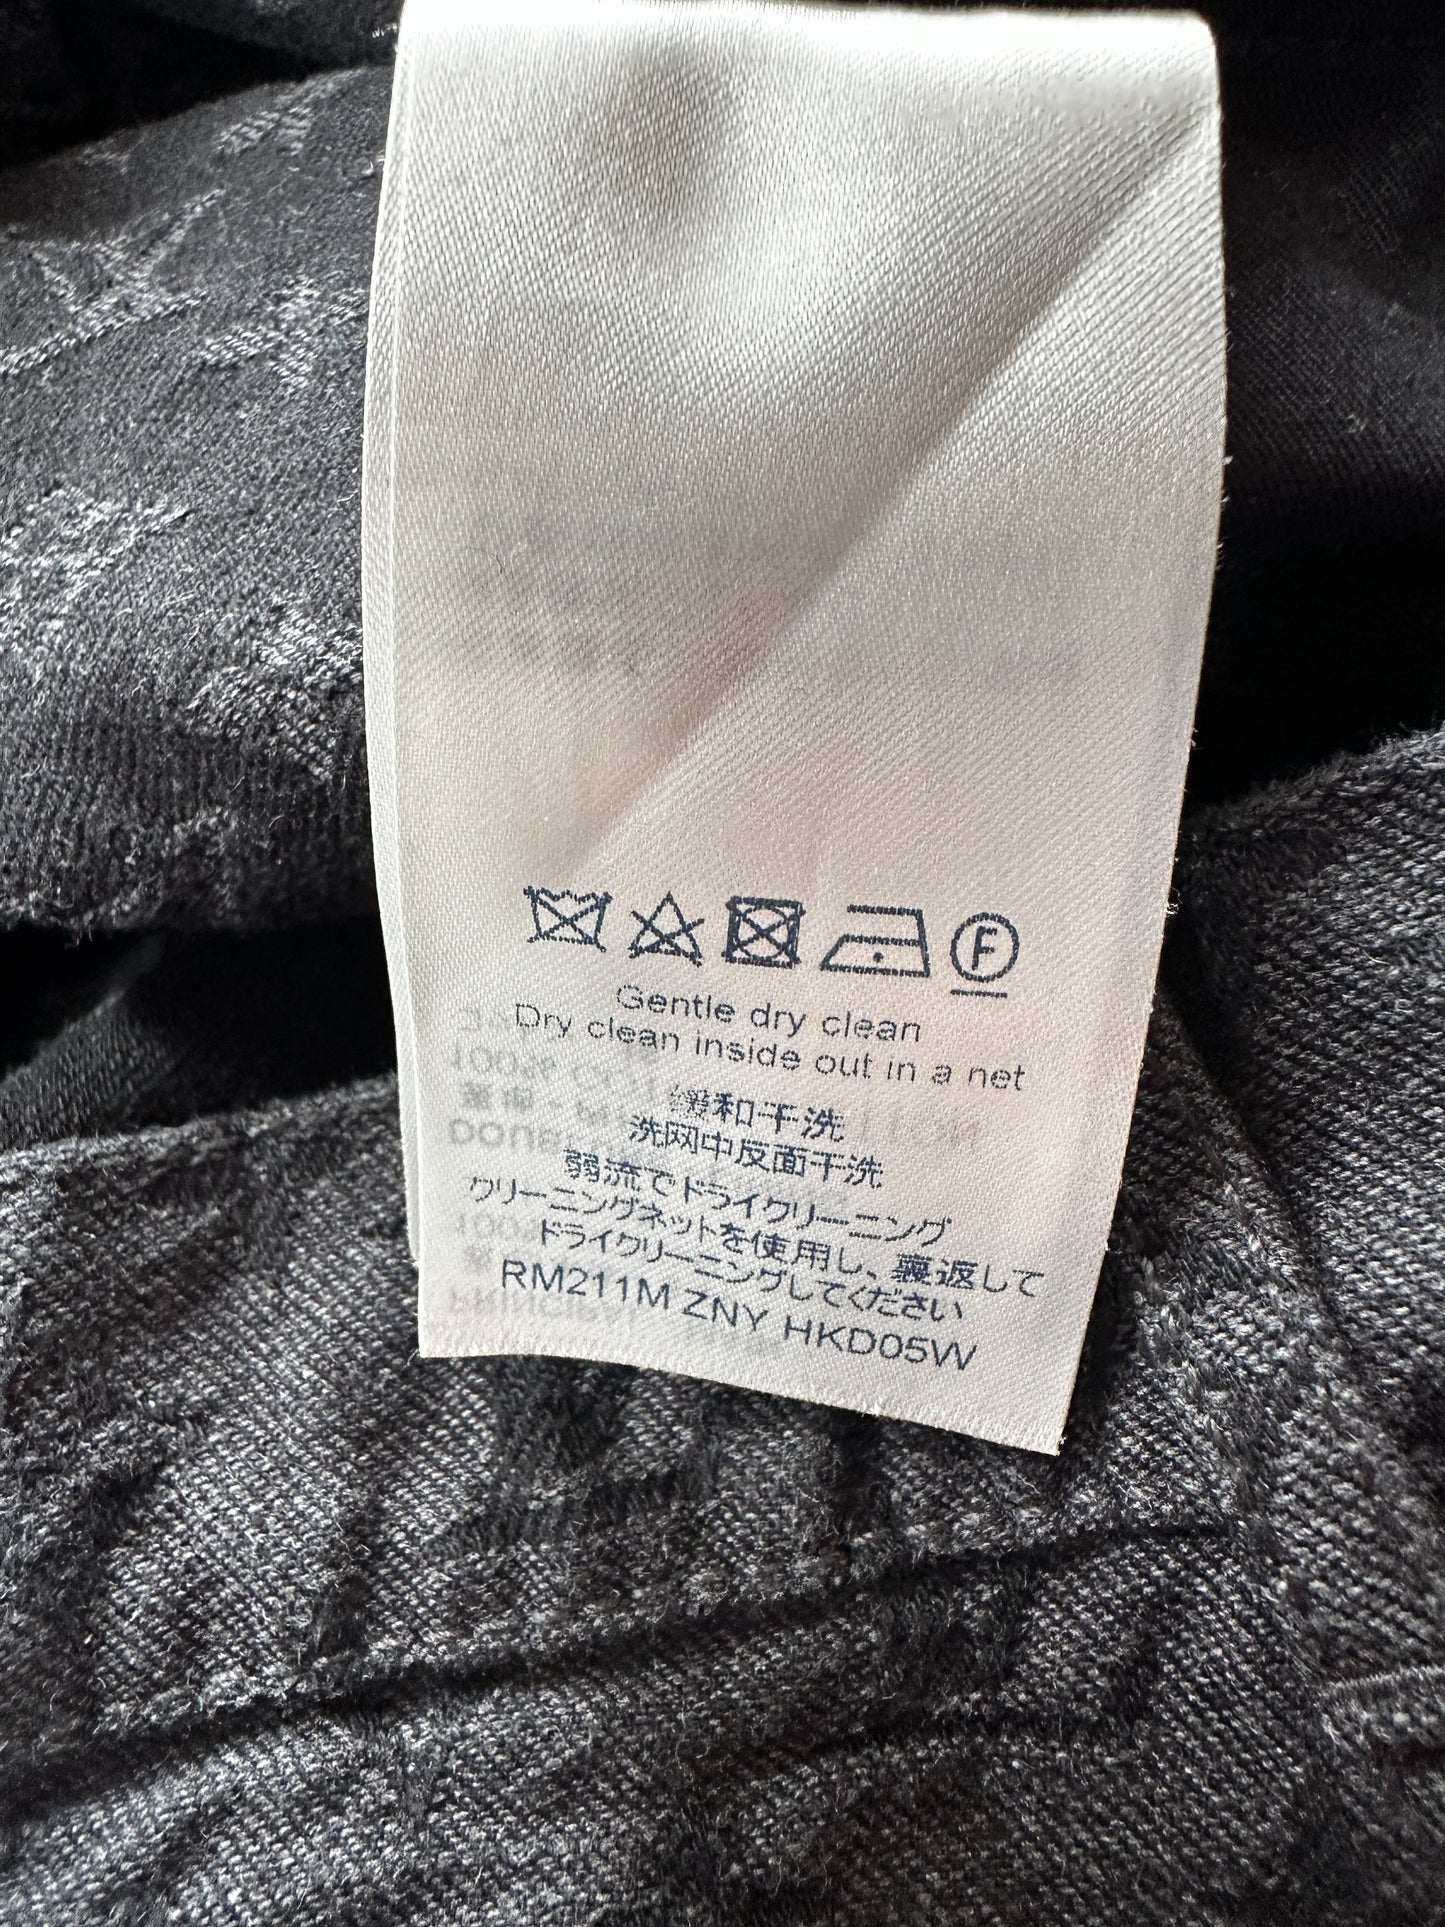 F
Gentle dry clean
Dry clean inside out in a net
缓和干洗
洗网中反面干洗
弱流でドライクリーニング
クリーニングネットを使用し、裏返して
ドライクリーニングしてください
RM211M ZNY HKD05W